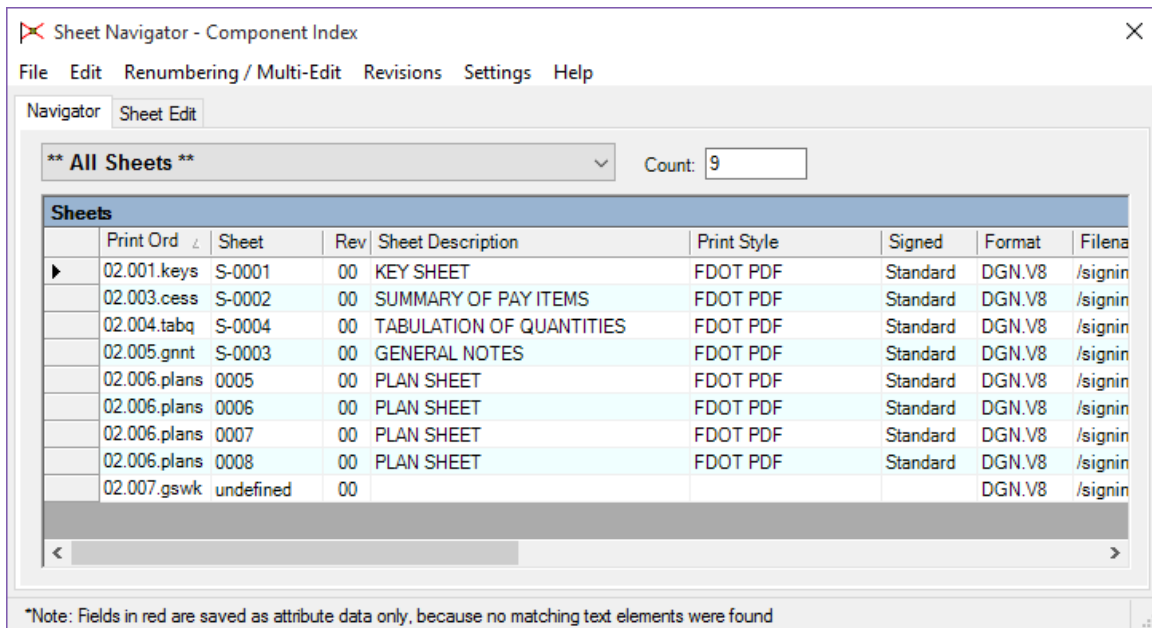 Sheet Navigator - Component Index
File Edit Renumbering / Multi-Edit Revisions Settings Help
Navigator Sheet Edit
** All Sheets ** Count: 9
Sheets
Print Ord Sheet Rev Sheet Description Print Style Signed Format Filena
02.001.keys S-0001 00 KEY SHEET FDOT PDF Standard DGN.V8 /signin
02.003.cess S-0002 00 SUMMARY OF PAY ITEMS FDOT PDF Standard DGN.V8 /signin
02.004.tabq S-0004 00 TABULATION OF QUANTITIES FDOT PDF Standard DGN.V8 /signin
02.005.gnnt S-0003 00 GENERAL NOTES FDOT PDF Standard DGN.V8 /signin
02.006.plans 0005 00 PLAN SHEET FDOT PDF Standard DGN.V8 /signin
02.006.plans 0006 00 PLAN SHEET FDOT PDF Standard DGN.V8 /signin
02.006.plans 0007 00 PLAN SHEET FDOT PDF Standard DGN.V8 /signin
02.006.plans 0008 00 PLAN SHEET FDOT PDF Standard DGN.V8 /signin
02.007.gswk undefined 00 DGN.V8 /signin
*Note: Fields in red are saved as attribute data only, because no matching text elements were found